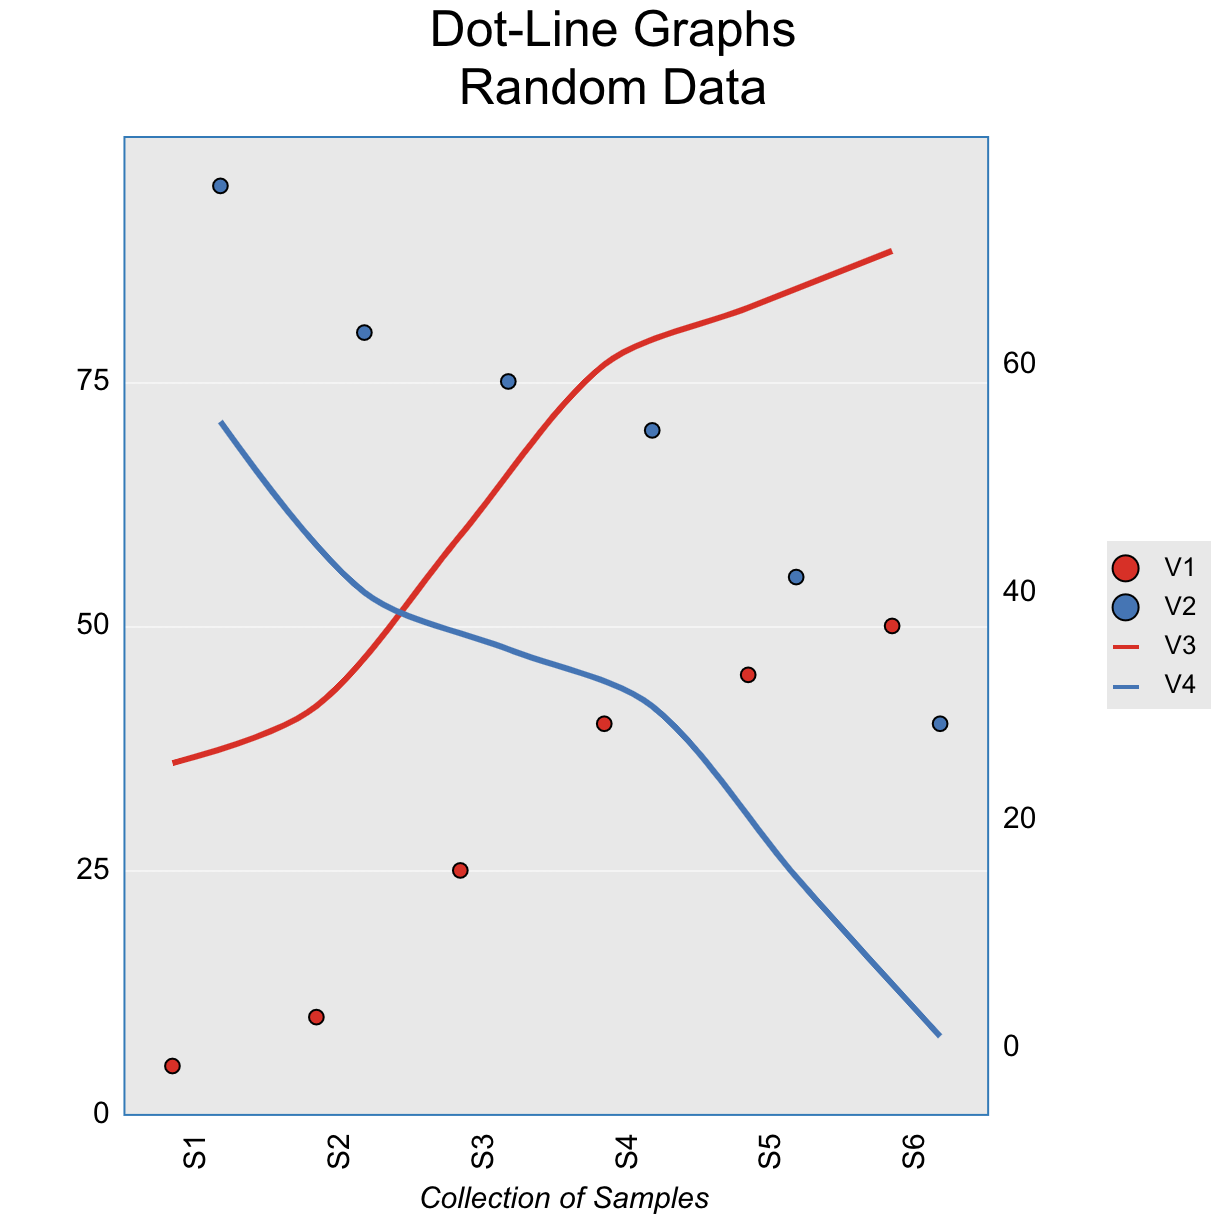 Dot-Line Graphs
Random Data
75
50
25
0
60
40
20
0
V1
V2
V3
V4
S1
S2
S3
S4
S5
S6
Collection of Samples